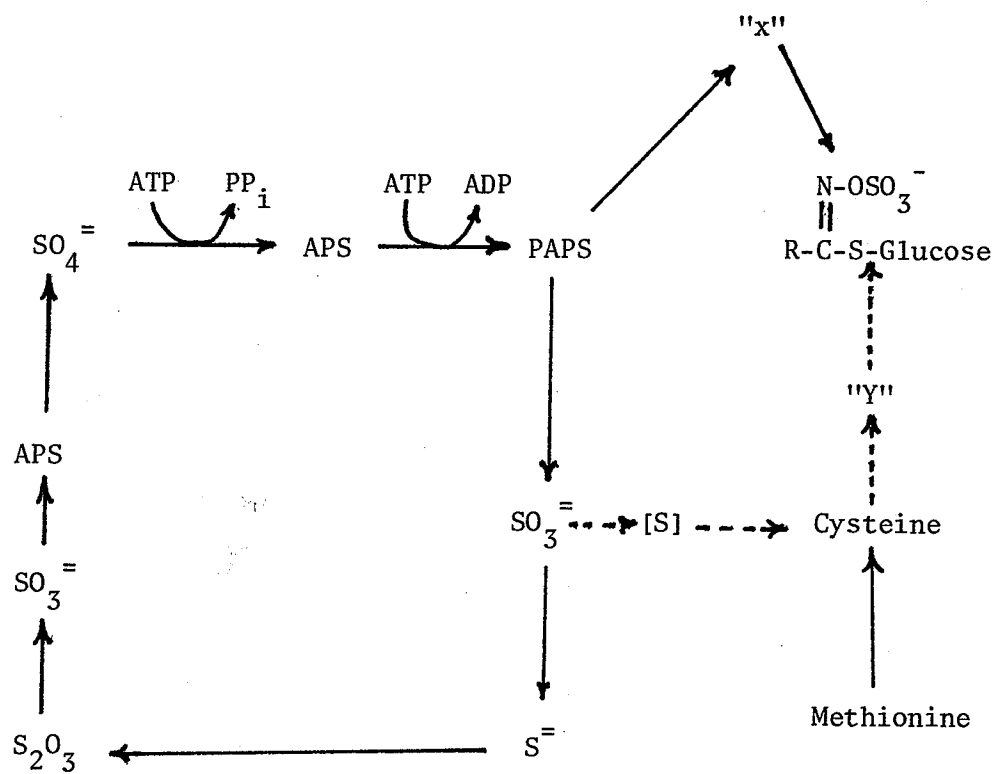 "x"
ATP PPi ATP ADP N-OSO3-
SO4= APS PAPS R-C-S-Glucose
"Y"
APS
SO3= [S] Cysteine
SO3=
Methionine
S2O3 S=